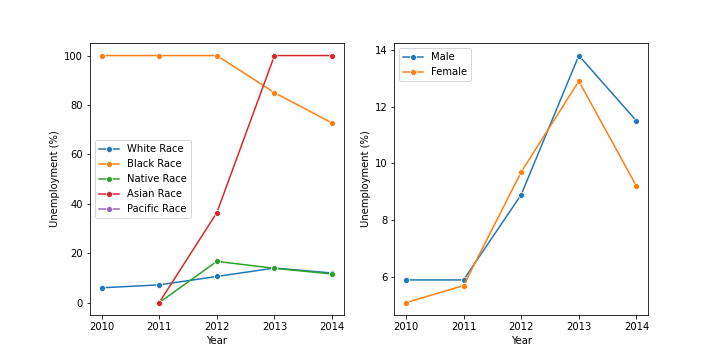 100
80
60
40
20
0
Unemployment (%)
White Race
Black Race
Native Race
Asian Race
Pacific Race
2010 2011 2012 2013 2014
Year
14
12
10
8
6
Unemployment (%)
Male
Female
2010 2011 2012 2013 2014
Year